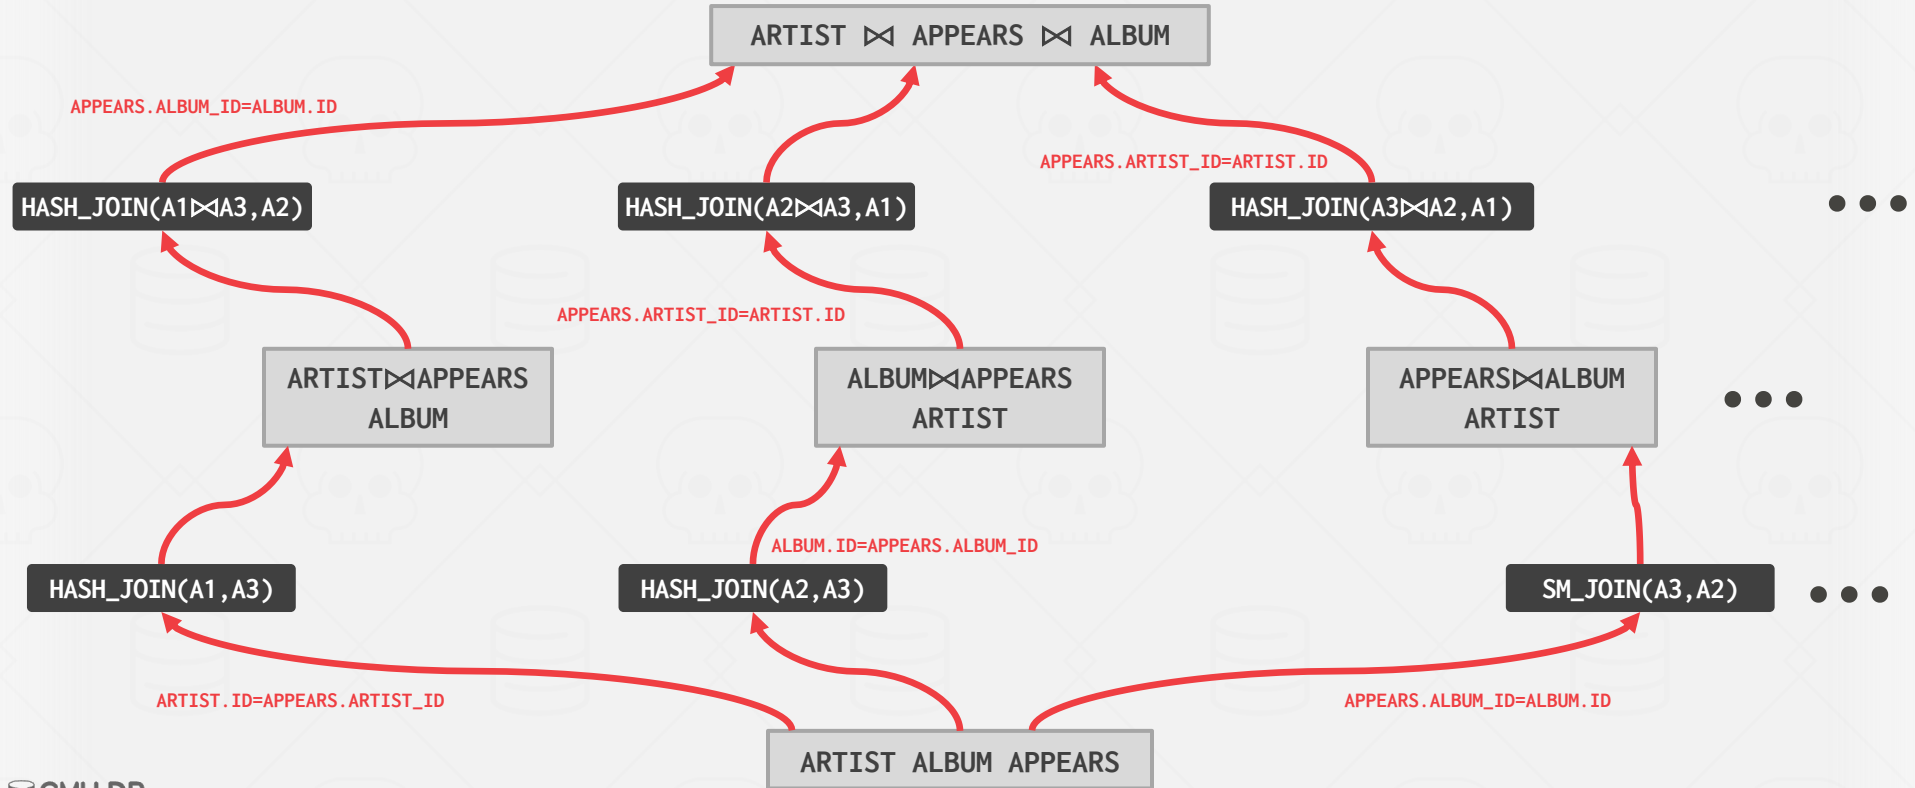 ARTIST ⋈ APPEARS ⋈ ALBUM
APPEARS.ALBUM_ID=ALBUM.ID
APPEARS.ARTIST_ID=ARTIST.ID
HASH_JOIN(A1⋈A3,A2)
HASH_JOIN(A2⋈A3,A1)
HASH_JOIN(A3⋈A2,A1)
•••
APPEARS.ARTIST_ID=ARTIST.ID
ARTIST⋈APPEARS
ALBUM
ALBUM⋈APPEARS
ARTIST
APPEARS⋈ALBUM
ARTIST
•••
ALBUM.ID=APPEARS.ALBUM_ID
HASH_JOIN(A1,A3)
HASH_JOIN(A2,A3)
SM_JOIN(A3,A2)
•••
ARTIST.ID=APPEARS.ARTIST_ID
APPEARS.ALBUM_ID=ALBUM.ID
ARTIST ALBUM APPEARS